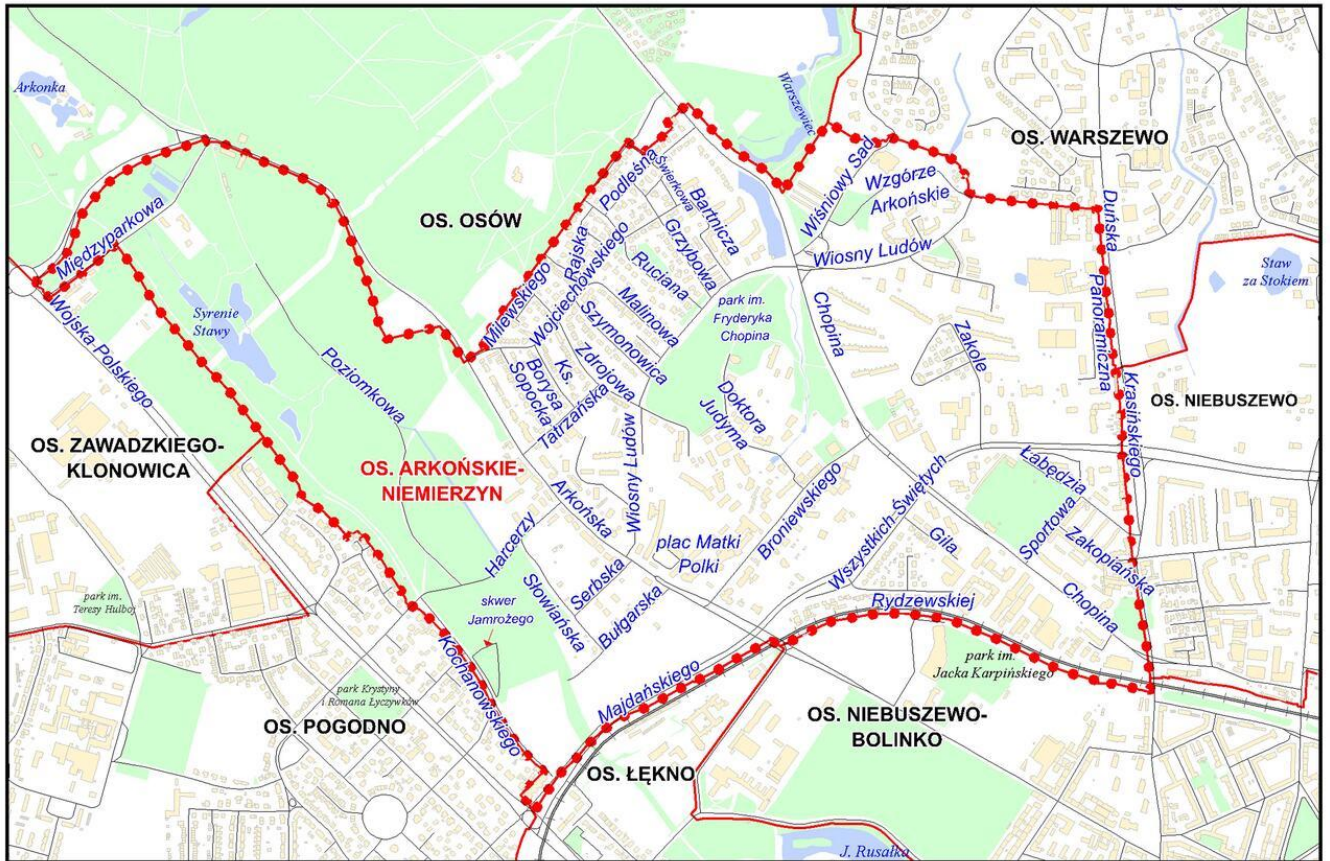 Arkonka
Warszewiec
OS. WARSZEWO
Międzyparkowa
OS. OSÓW
Podleśna
Świerkowa
Bartnicza
Wiśniowy Sad
Wzgórze
Arkońskie
Duńska
Rajska
Grzybowa
Wiosny Ludów
Staw
za Stokiem
Wojska Polskiego
Syrenie
Stawy
Milewskiego
Wojciechowskiego
Ruciana
Malinowa
park im.
Fryderyka
Chopina
Chopina
Panoramiczna
Poziomkowa
Szymonowica
Zdrojowa
Ks.
Borysa
Sopocka
Tatrzańska
Zakole
Krasińskiego
OS. NIEBUSZEWO
Doktora
Judyma
OS. ZAWADZKIEGO-
KLONOWICA
OS. ARKOŃSKIE-
NIEMIERZYN
Wiosny Ludów
Arkońska
Broniewskiego
Wszystkich Świętych
Łabędzia
Sportowa
Zakopiańska
Harcerzy
plac Matki
Polki
Gila
Chopina
park im.
Teresy Hulboj
skwer
Jamrożego
Słowiańska
Serbska
Bułgarska
Rydzewskiej
Kochanowskiego
park im.
Jacka Karpińskiego
park Krystyny
i Romana Łyczywków
OS. POGODNO
Majdańskiego
OS. NIEBUSZEWO-
BOLINKO
OS. ŁĘKNO
J. Rusałka